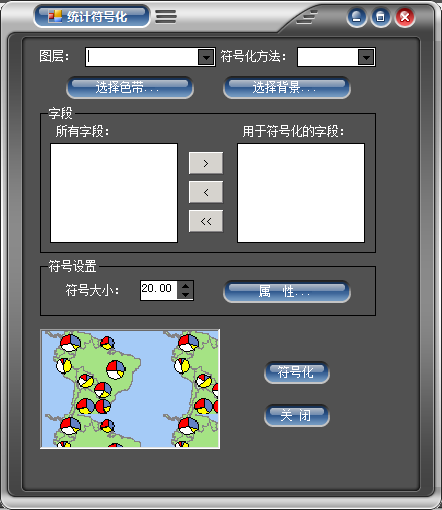 统计符号化
图层: 符号化方法:
选择色带... 选择背景...
字段
所有字段: 用于符号化的字段:
>
<
<<
符号设置
符号大小: 20.00 属 性...
符号化
关 闭